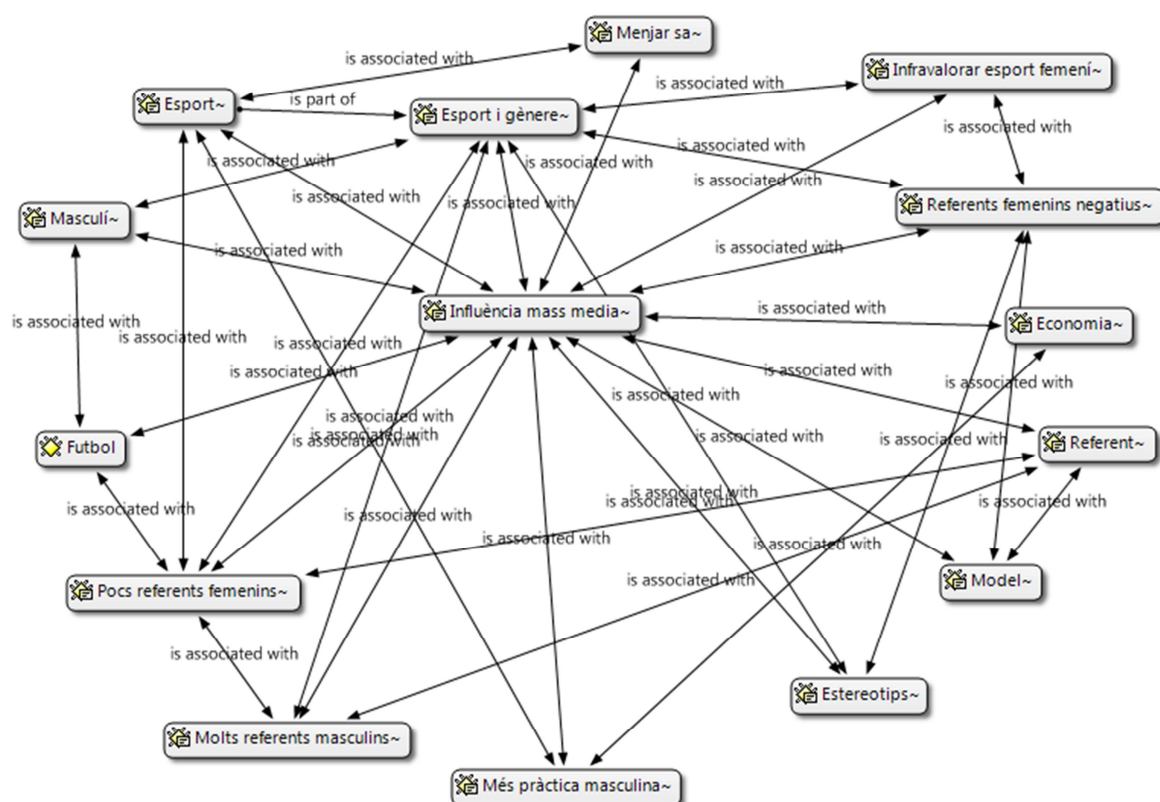 Menjar sa~
is associated with
Infravalorar esport femení~
is associated with
Esport~
is part of
Esport i gènere~
is associated with
is associated with
is associated with
is associated with
is associated with
is associated with
Masculí~
is associated with
is associated with
Referents femenins negatius~
is associated with
is associated with
Influència mass media~
is associated with
Economia~
is associated with
is associated with
is associated with
is associated with
is associated with
is associated with
is associated with
is associated with
Futbol
is associated with
Referent~
is associated with
is associated with
is associated with
is associated with
is associated with
is associated with
is associated with
is associated with
Pocs referents femenins~
Model~
is associated with
Estereotips~
Molts referents masculins~
Més pràctica masculina~